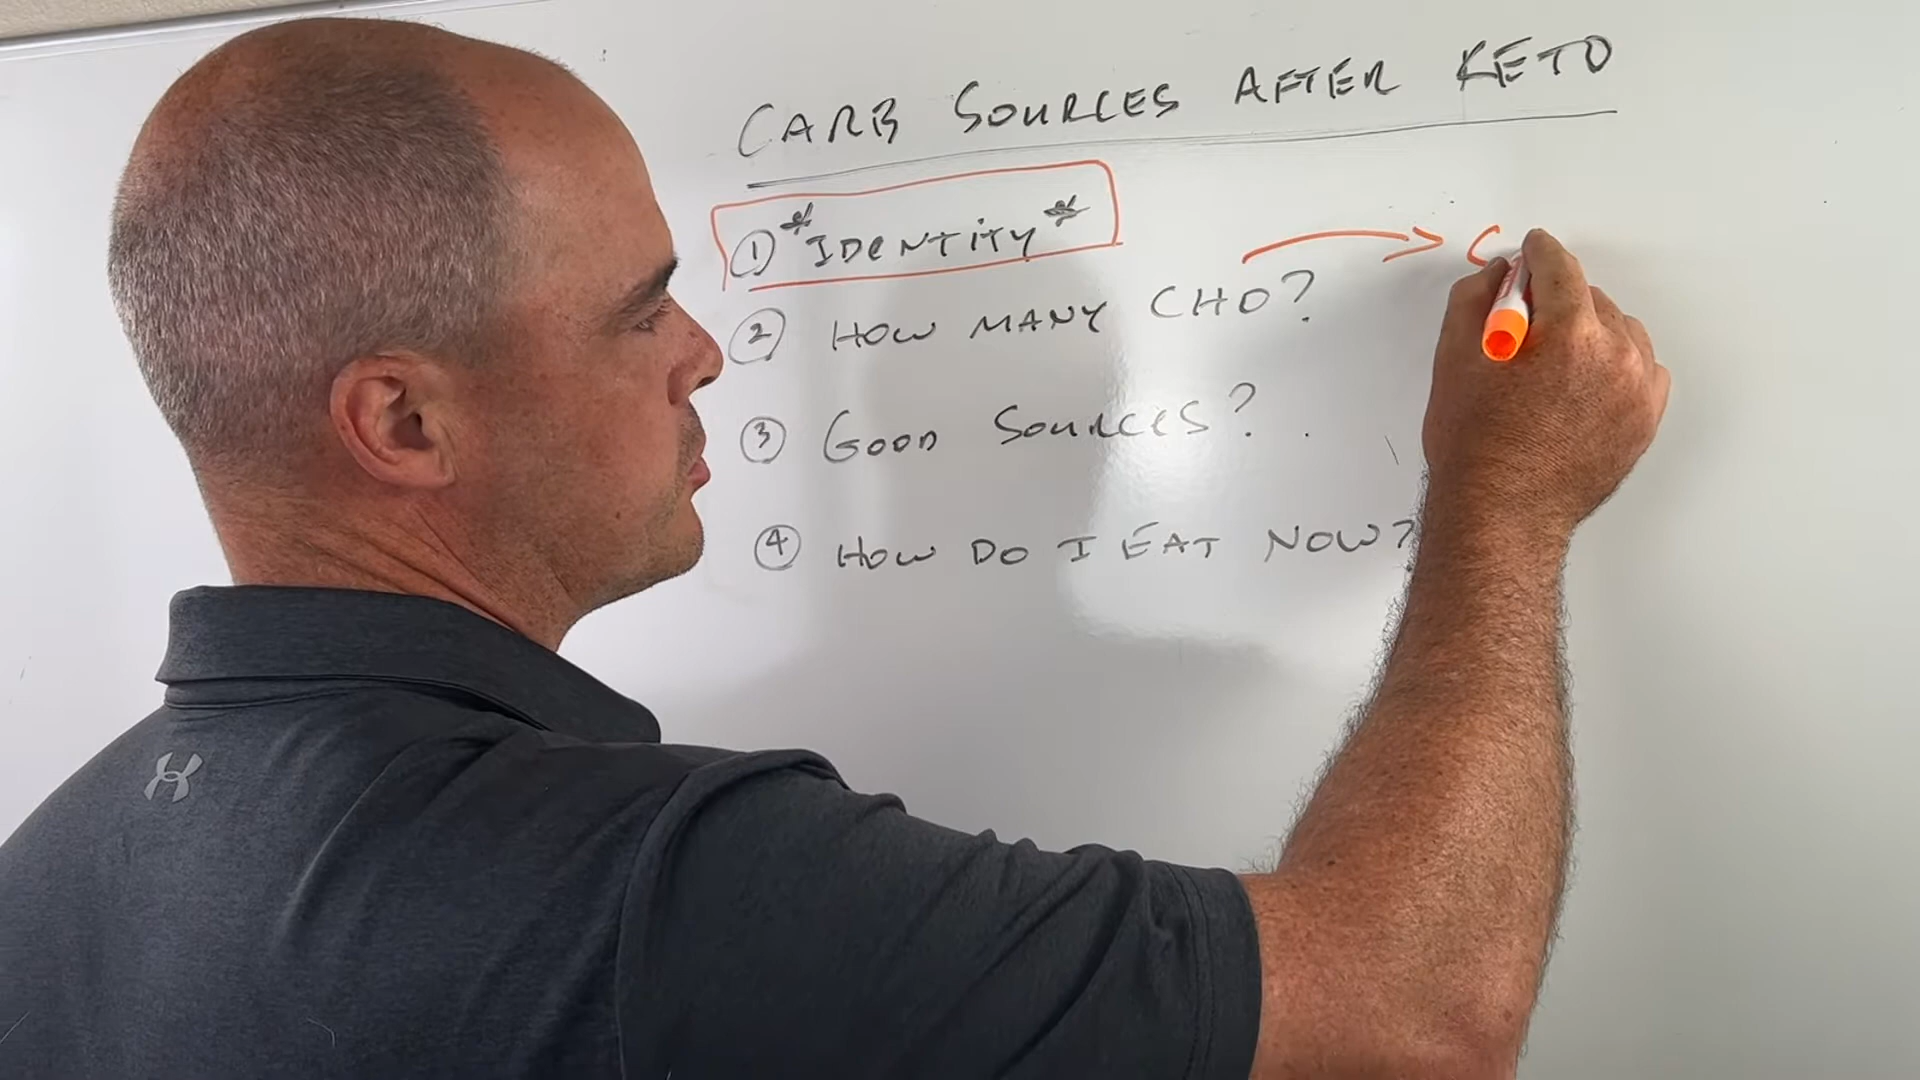 CARB SOURCES AFTER KETO
① *IDENTITY*
② HOW MANY CHO?
③ GOOD SOURCES?
④ HOW DO I EAT NOW?